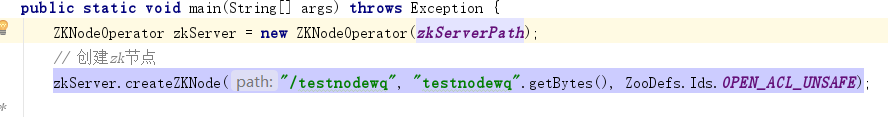 public static void main(String[] args) throws Exception {
ZKNodeOperator zkServer = new ZKNodeOperator(zkServerPath);
// 创建zk节点
zkServer.createZKNode( path: "/testnodewq", "testnodewq".getBytes(), ZooDefs.Ids.OPEN_ACL_UNSAFE);
*